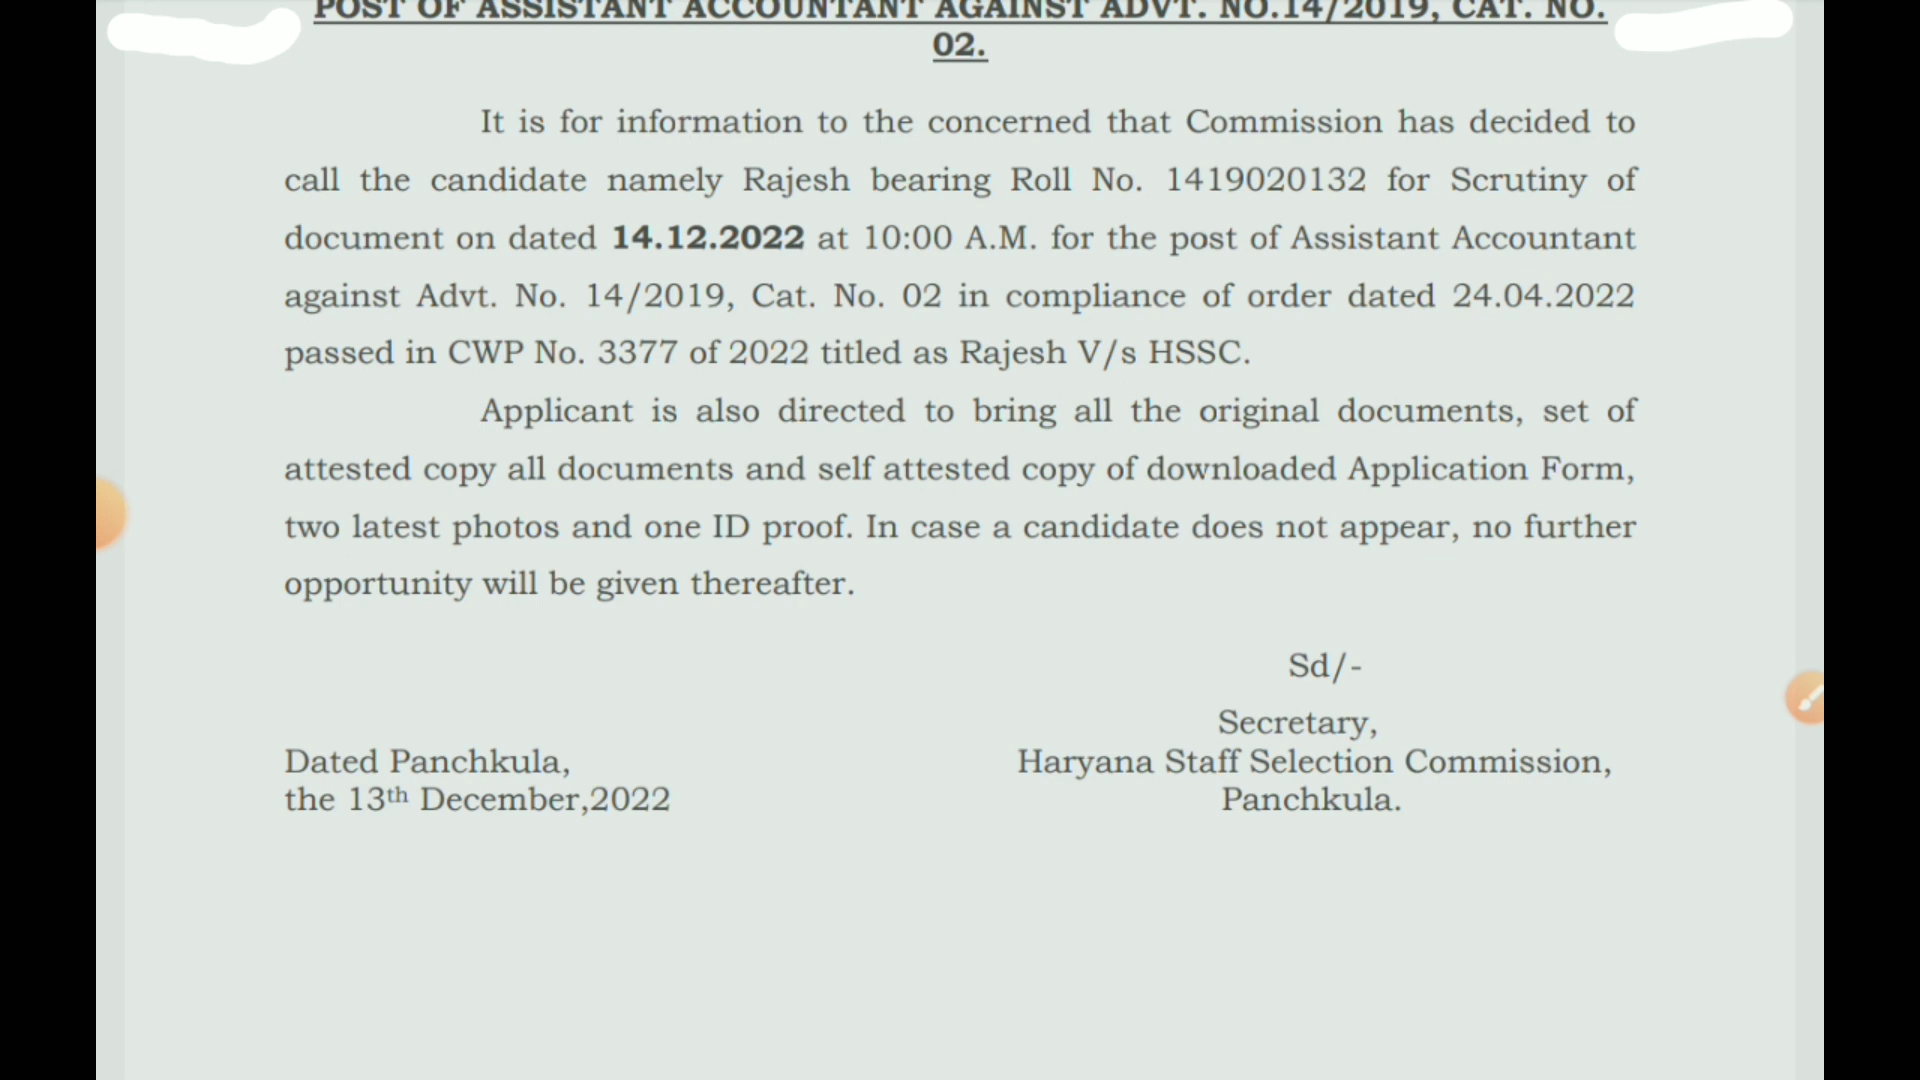 POST OF ASSISTANT ACCOUNTANT AGAINST ADVT. NO.14/2019, CAT. NO.
02.
It is for information to the concerned that Commission has decided to
call the candidate namely Rajesh bearing Roll No. 1419020132 for Scrutiny of
document on dated 14.12.2022 at 10:00 A.M. for the post of Assistant Accountant
against Advt. No. 14/2019, Cat. No. 02 in compliance of order dated 24.04.2022
passed in CWP No. 3377 of 2022 titled as Rajesh V/s HSSC.
Applicant is also directed to bring all the original documents, set of
attested copy all documents and self attested copy of downloaded Application Form,
two latest photos and one ID proof. In case a candidate does not appear, no further
opportunity will be given thereafter.
Sd/-
Secretary,
Dated Panchkula, Haryana Staff Selection Commission,
the 13th December,2022 Panchkula.